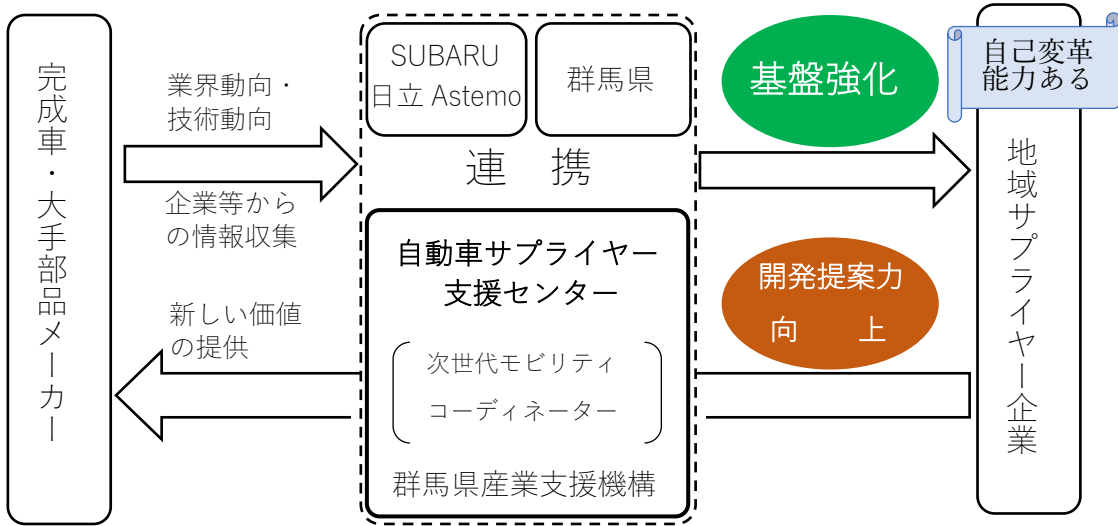 完成車・大手部品メーカー
業界動向・
技術動向
企業等から
の情報収集
新しい価値
の提供
SUBARU
日立 Astemo
群馬県
連　携
自動車サプライヤー
支援センター
次世代モビリティ
コーディネーター
群馬県産業支援機構
基盤強化
開発提案力
向　上
自己変革
能力ある
地域サプライヤー企業